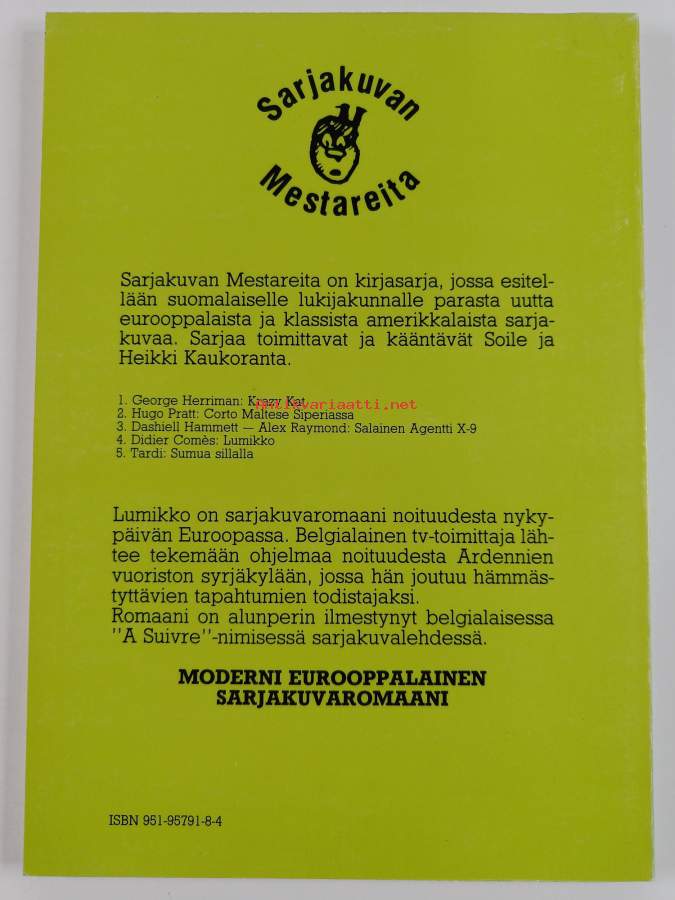 Sarjakuvan
Mestareita
Sarjakuvan Mestareita on kirjasarja, jossa esitel-
lään suomalaiselle lukijakunnalle parasta uutta
eurooppalaista ja klassista amerikkalaista sarja-
kuvaa. Sarjaa toimittavat ja kääntävät Soile ja
Heikki Kaukoranta.
1. George Herriman: Krazy Kat
antikvariaatti.net
2. Hugo Pratt: Corto Maltese Siperiassa
3. Dashiell Hammett — Alex Raymond: Salainen Agentti X-9
4. Didier Comès: Lumikko
5. Tardi: Sumua sillalla
Lumikko on sarjakuvaromaani noituudesta nyky-
päivän Euroopassa. Belgialainen tv-toimittaja läh-
tee tekemään ohjelmaa noituudesta Ardennien
vuoriston syrjäkylään, jossa hän joutuu hämmäs-
tyttävien tapahtumien todistajaksi.
Romaani on alunperin ilmestynyt belgialaisessa
"A Suivre"-nimisessä sarjakuvalehdessä.
MODERNI EUROOPPALAINEN
SARJAKUVAROMAANI
ISBN 951-95791-8-4